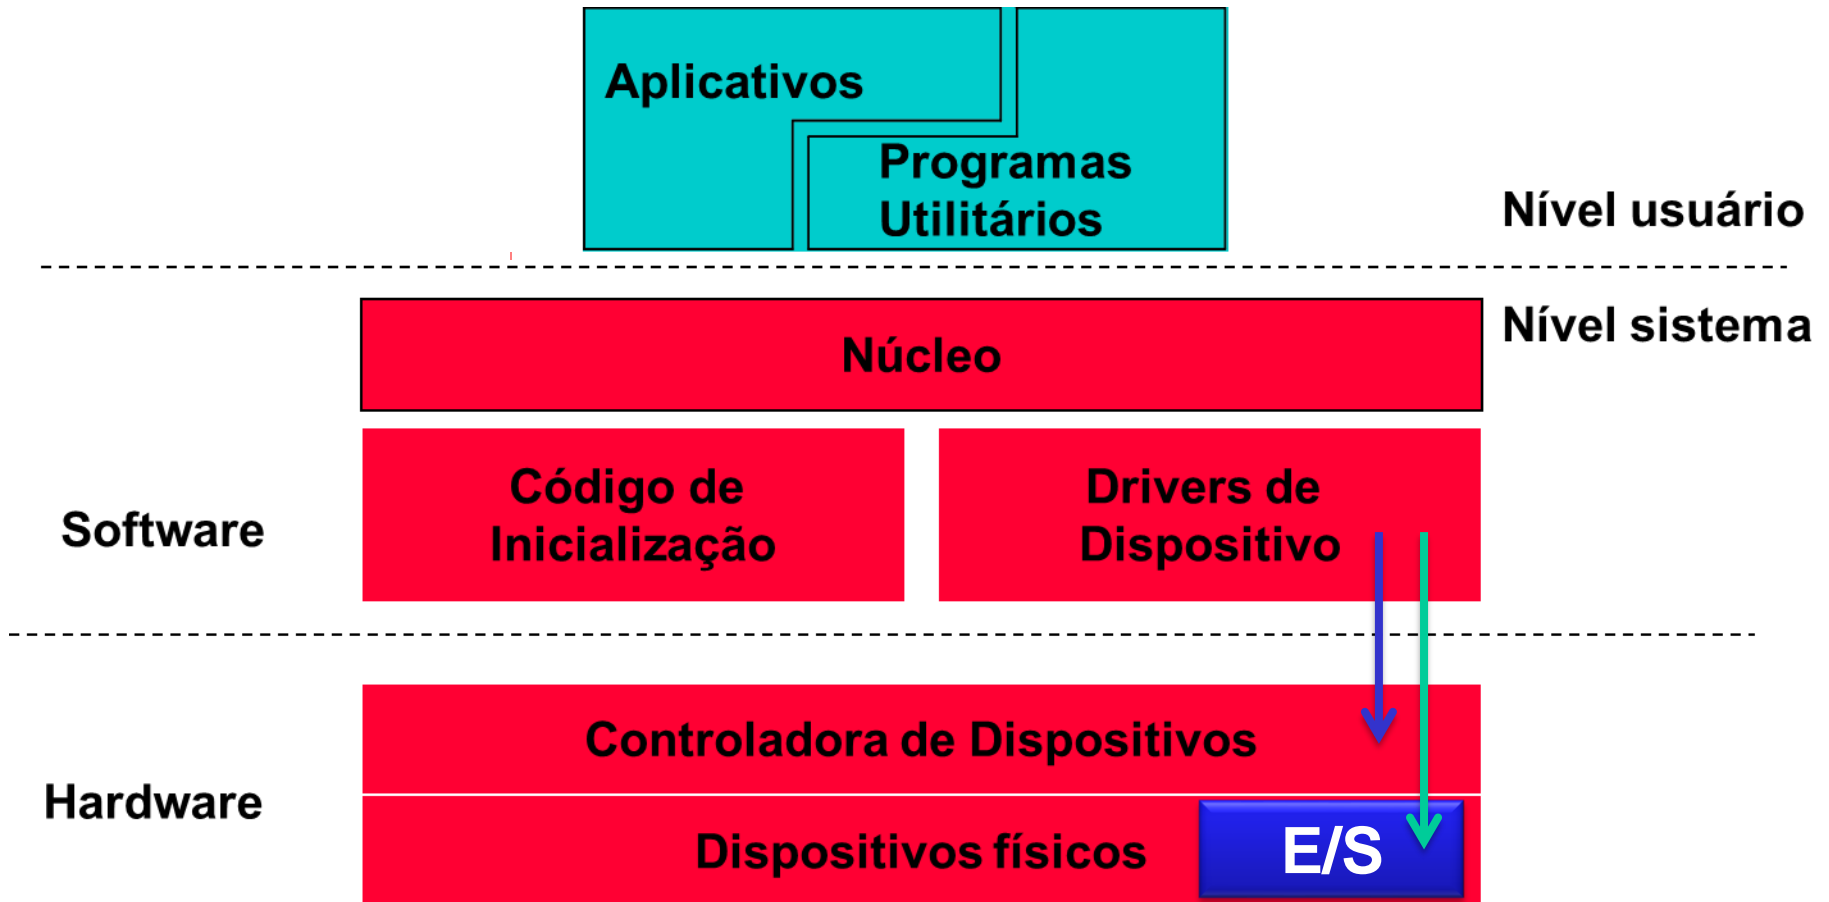 Aplicativos
Programas
Utilitários
Nível usuário
Nível sistema
Núcleo
Código de
Inicialização
Drivers de
Dispositivo
Software
Controladora de Dispositivos
Hardware
Dispositivos físicos
E/S